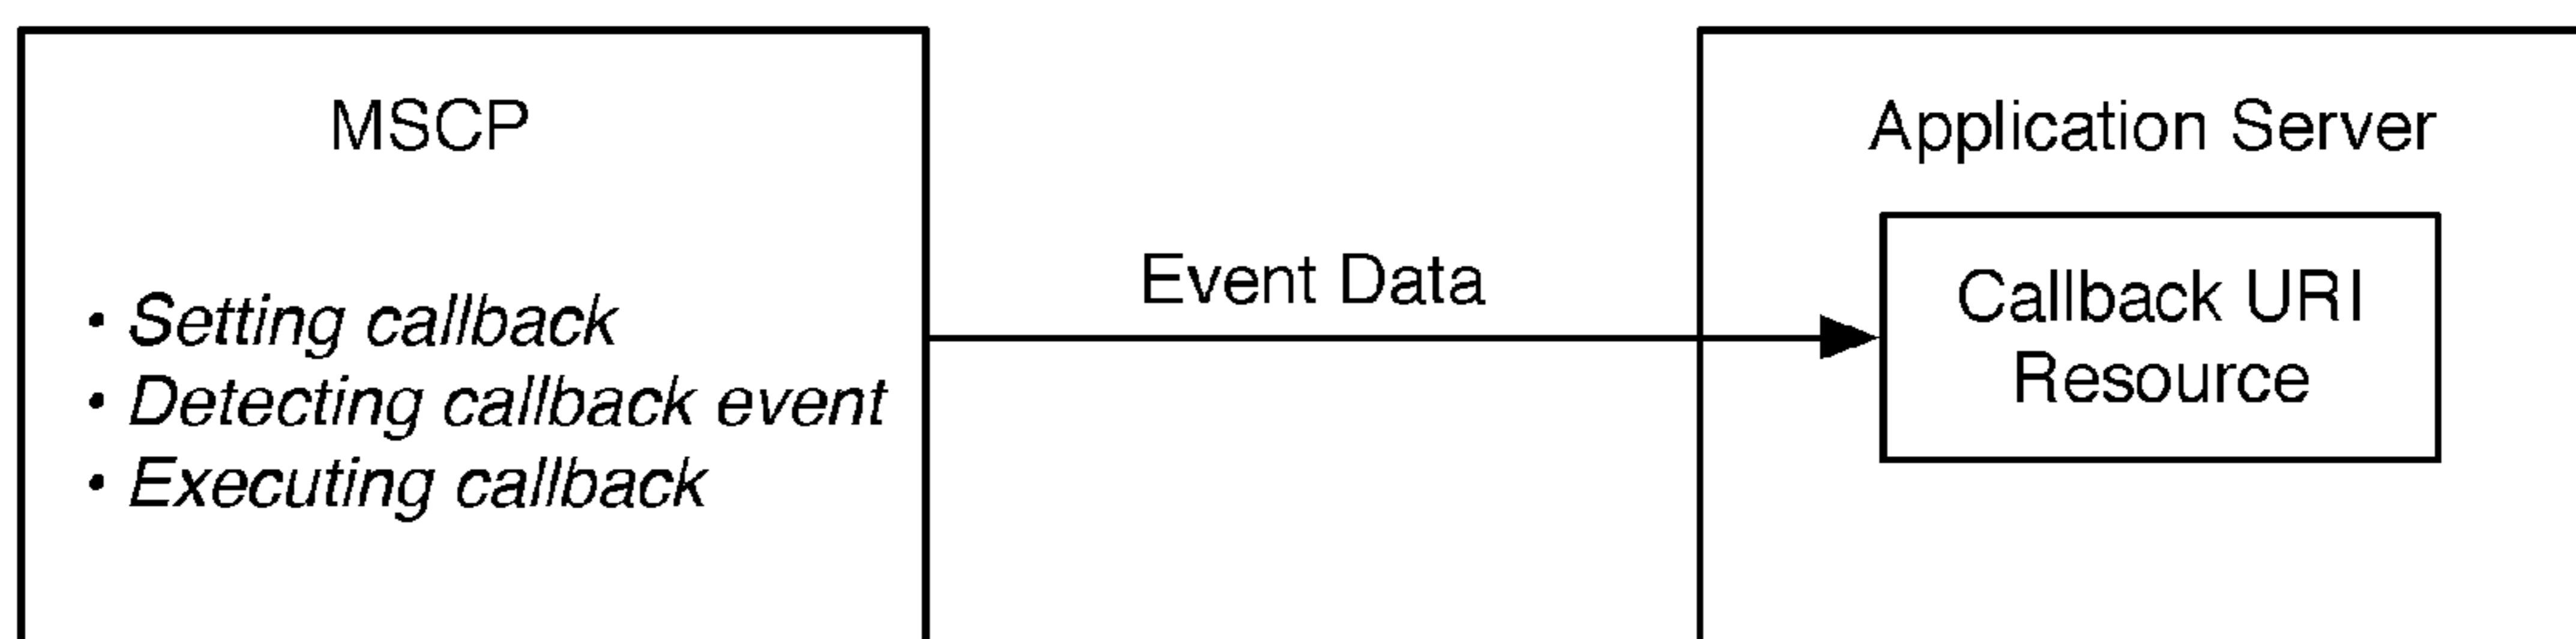 MSCP
• Setting callback
• Detecting callback event
• Executing callback
Event Data
Application Server
Callback URI
Resource